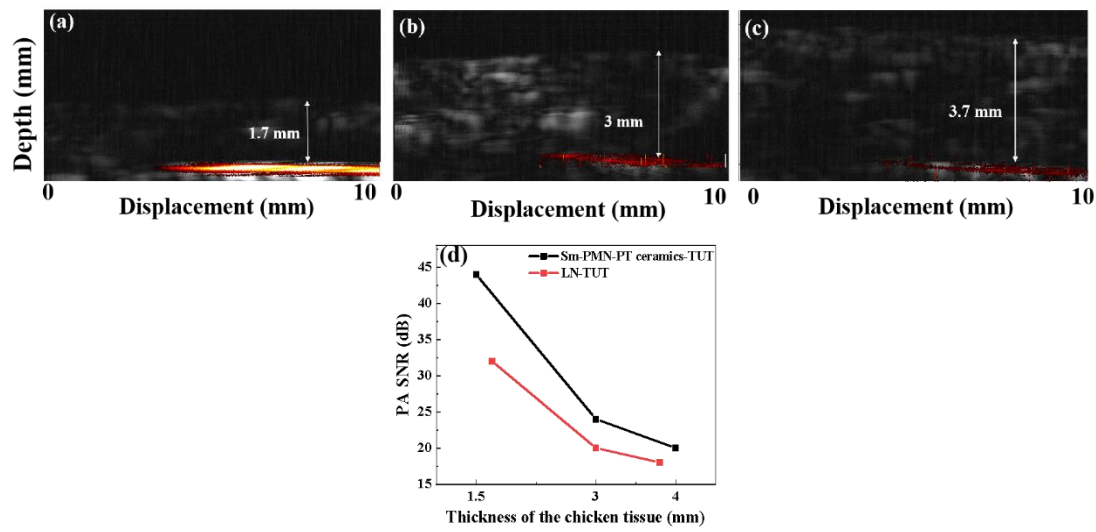 (a)
(b)
(c)
1.7 mm
3 mm
3.7 mm
Depth (mm)
0
10
0
10
0
10
Displacement (mm)
Displacement (mm)
Displacement (mm)
(d)
Sm-PMN-PT ceramics-TUT
LN-TUT
45
40
35
30
25
20
15
PA SNR (dB)
1.5
3
4
Thickness of the chicken tissue (mm)